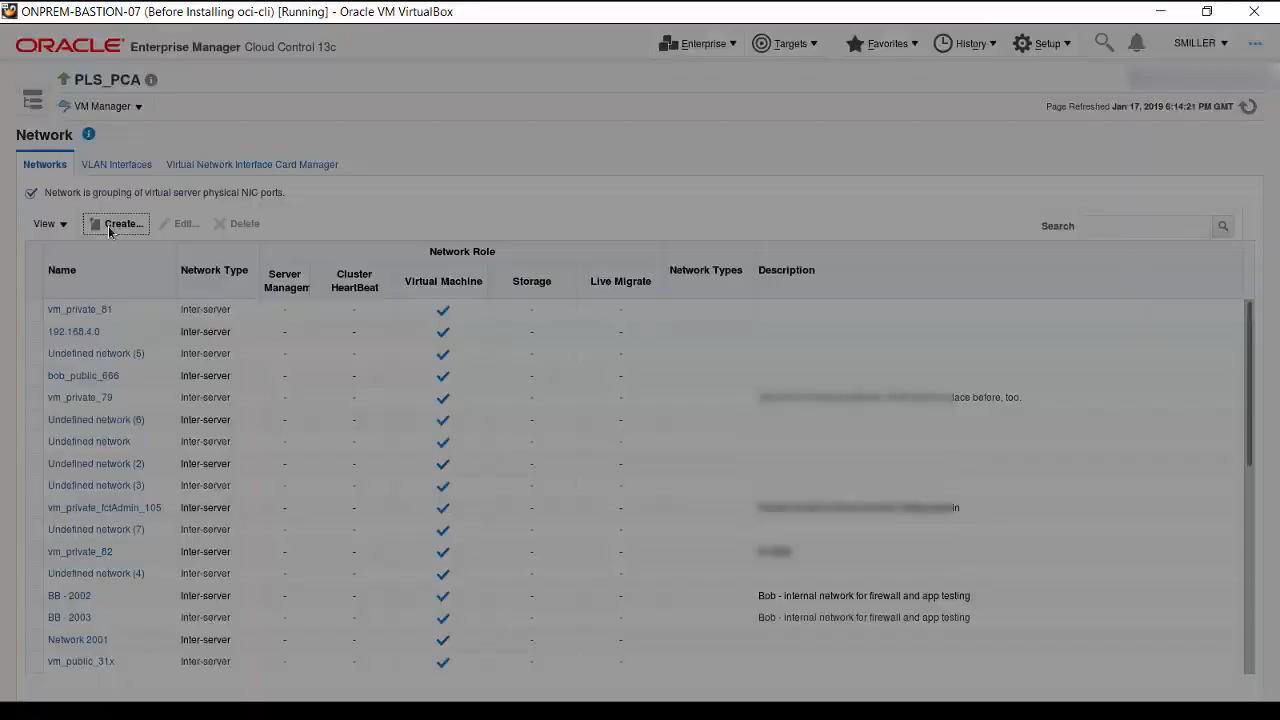 ONPREM-BASTION-07 (Before Installing oci-cli) [Running] - Oracle VM VirtualBox
ORACLE Enterprise Manager Cloud Control 13c Enterprise Targets Favorites History Setup SMILLER
PLS_PCA
VM Manager Page Refreshed Jan 17, 2019 6:14:21 PM GMT
Network
Networks VLAN Interfaces Virtual Network Interface Card Manager
Network is grouping of virtual server physical NIC ports.
View Create... Edit... Delete Search
Network Role
Name Network Type Server Managem Cluster HeartBeat Virtual Machine Storage Live Migrate Network Types Description
vm_private_81 Inter-server - - - -
192.168.4.0 Inter-server - - - -
Undefined network (5) Inter-server - - - -
bob_public_666 Inter-server - - - -
vm_private_79 Inter-server - - - - lace before, too.
Undefined network (6) Inter-server - - - -
Undefined network Inter-server - - - -
Undefined network (2) Inter-server - - - -
Undefined network (3) Inter-server - - - -
vm_private_fctAdmin_105 Inter-server - - - - in
Undefined network (7) Inter-server - - - -
vm_private_82 Inter-server - - - -
Undefined network (4) Inter-server - - - -
BB - 2002 Inter-server - - - - Bob - internal network for firewall and app testing
BB - 2003 Inter-server - - - - Bob - internal network for firewall and app testing
Network 2001 Inter-server - - - -
vm_public_31x Inter-server - - - -